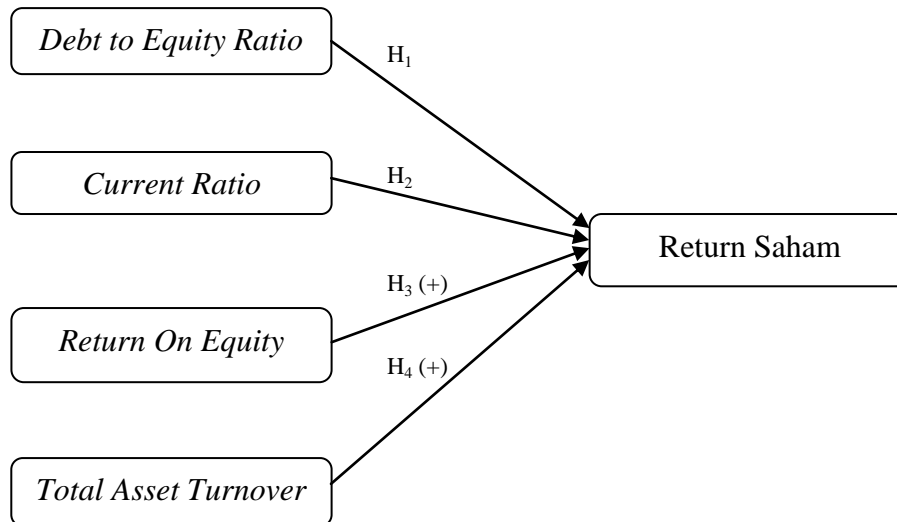 Debt to Equity Ratio
H₁
Current Ratio
H₂
Return Saham
H₃ (+)
Return On Equity
H₄ (+)
Total Asset Turnover